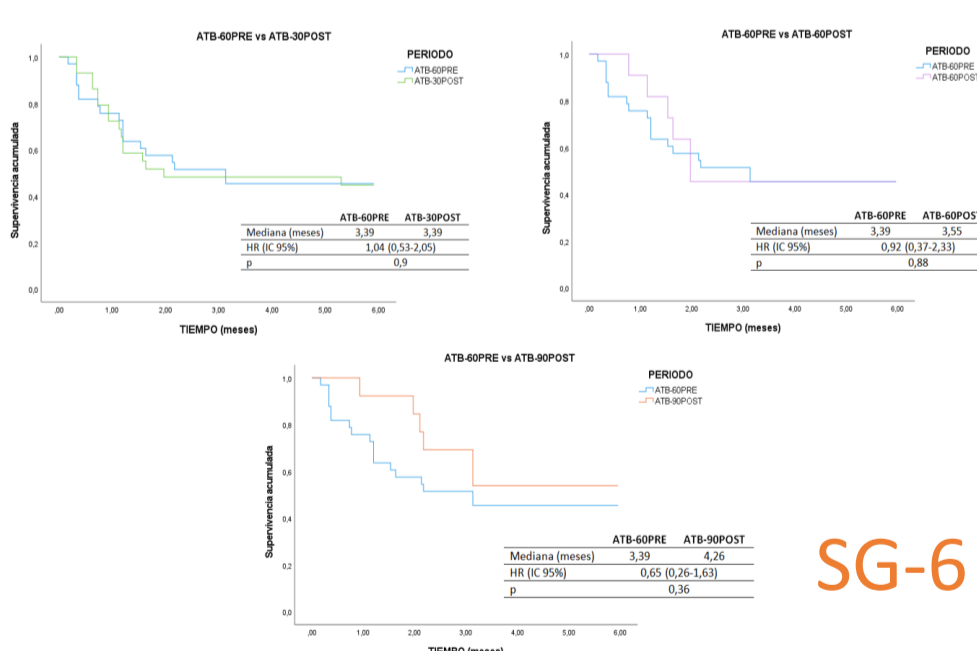 ATB-60PRE vs ATB-30POST
PERIODO
ATB-60PRE
ATB-30POST
Supervivencia acumulada
1,0
0,8
0,6
0,4
0,2
0,0
,00 1,00 2,00 3,00 4,00 5,00 6,00
TIEMPO (meses)
ATB-60PRE ATB-30POST
Mediana (meses) 3,39 3,39
HR (IC 95%) 1,04 (0,53-2,05)
p 0,9
ATB-60PRE vs ATB-60POST
PERIODO
ATB-60PRE
ATB-60POST
Supervivencia acumulada
1,0
0,8
0,6
0,4
0,2
0,0
,00 1,00 2,00 3,00 4,00 5,00 6,00
TIEMPO (meses)
ATB-60PRE ATB-60POST
Mediana (meses) 3,39 3,55
HR (IC 95%) 0,92 (0,37-2,33)
p 0,88
ATB-60PRE vs ATB-90POST
PERIODO
ATB-60PRE
ATB-90POST
Supervivencia acumulada
1,0
0,8
0,6
0,4
0,2
0,0
,00 1,00 2,00 3,00 4,00 5,00 6,00
TIEMPO (meses)
ATB-60PRE ATB-90POST
Mediana (meses) 3,39 4,26
HR (IC 95%) 0,65 (0,26-1,63)
p 0,36
SG-6